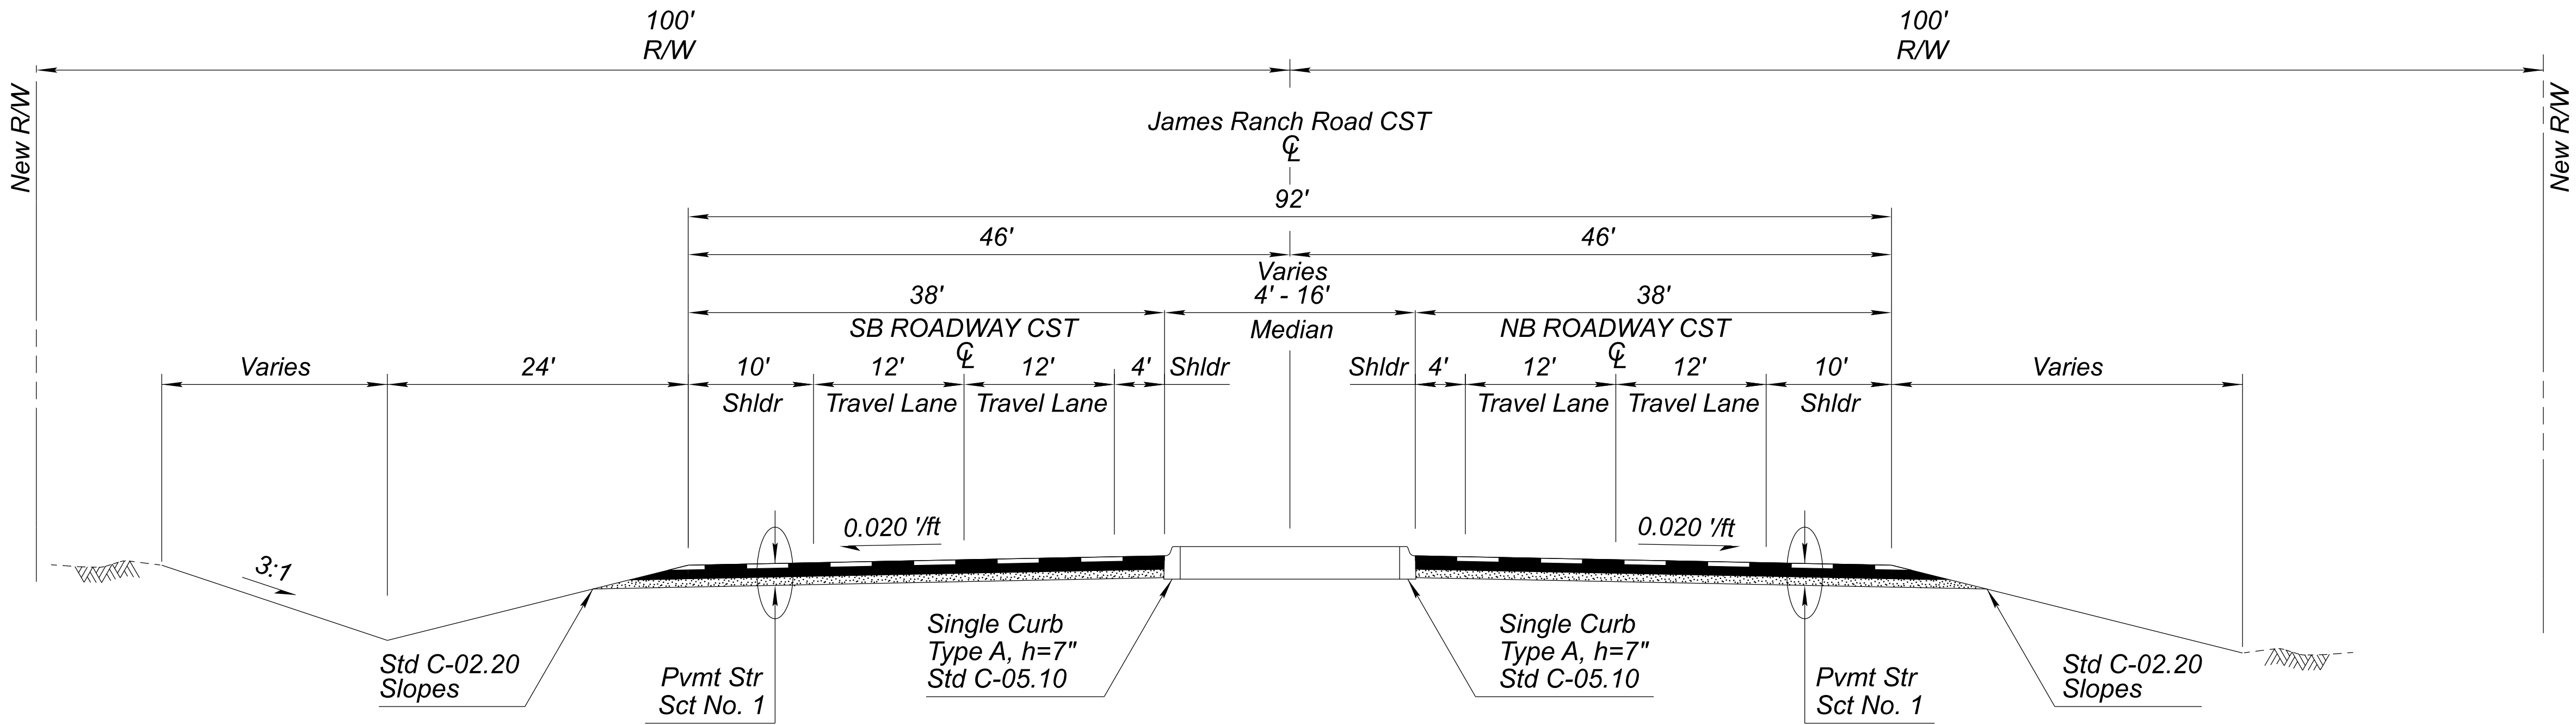 100'
R/W
100'
R/W
New R/W
New R/W
James Ranch Road CST
℄
92'
46'
46'
Varies
4' - 16'
Median
38'
38'
SB ROADWAY CST
℄
NB ROADWAY CST
℄
Varies
24'
10'
Shldr
12'
Travel Lane
12'
Travel Lane
4'
Shldr
Shldr
4'
12'
Travel Lane
12'
Travel Lane
10'
Shldr
Varies
0.020 '/ft
0.020 '/ft
3:1
Std C-02.20
Slopes
Pvmt Str
Sct No. 1
Single Curb
Type A, h=7"
Std C-05.10
Single Curb
Type A, h=7"
Std C-05.10
Pvmt Str
Sct No. 1
Std C-02.20
Slopes